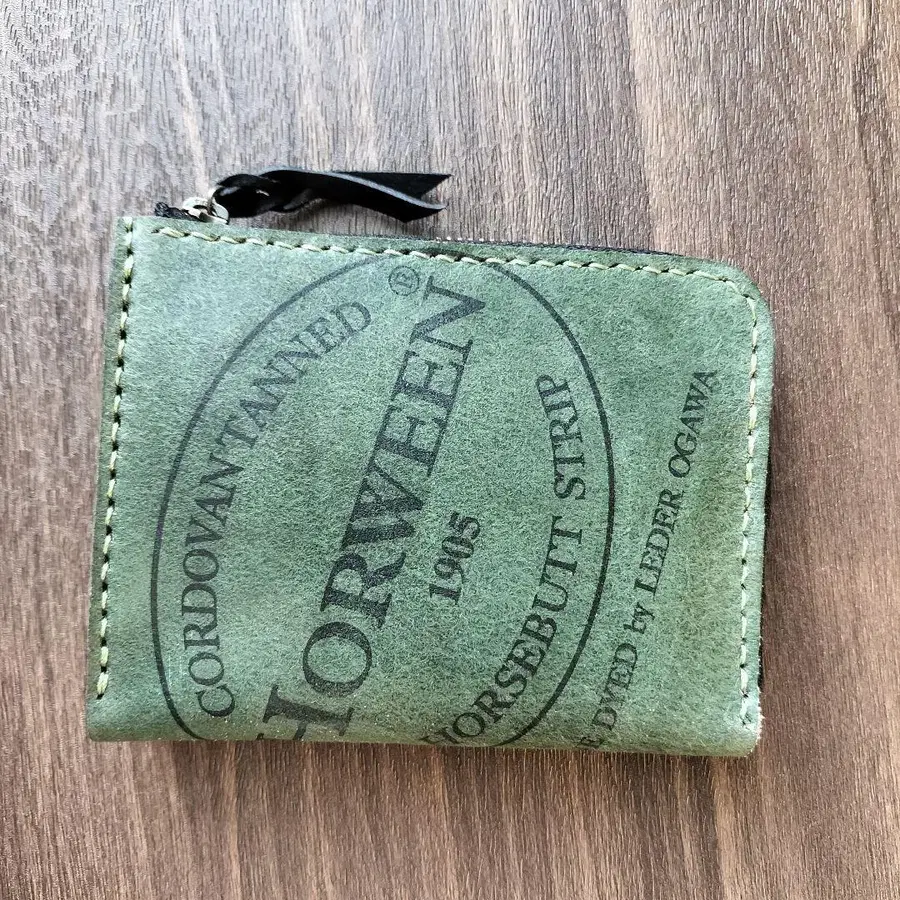 CORDOVAN TANNED ®
HORWEEN
1905
HORSEBUTT STRIP
E DYED by LEDER OGAWA